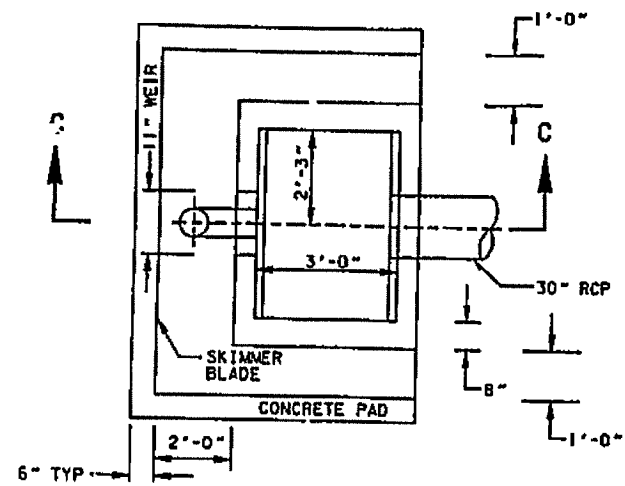 1'-0"
C
C
11" WEIR
2'-3"
3'-0"
30" RCP
SKIMMER
BLADE
8"
CONCRETE PAD
2'-0"
1'-0"
6" TYP